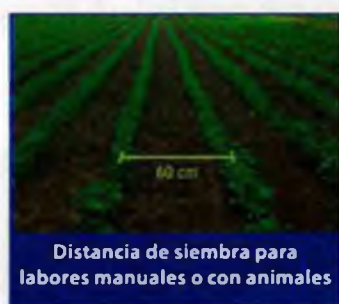 60 cm
Distancia de siembra para
labores manuales o con animales